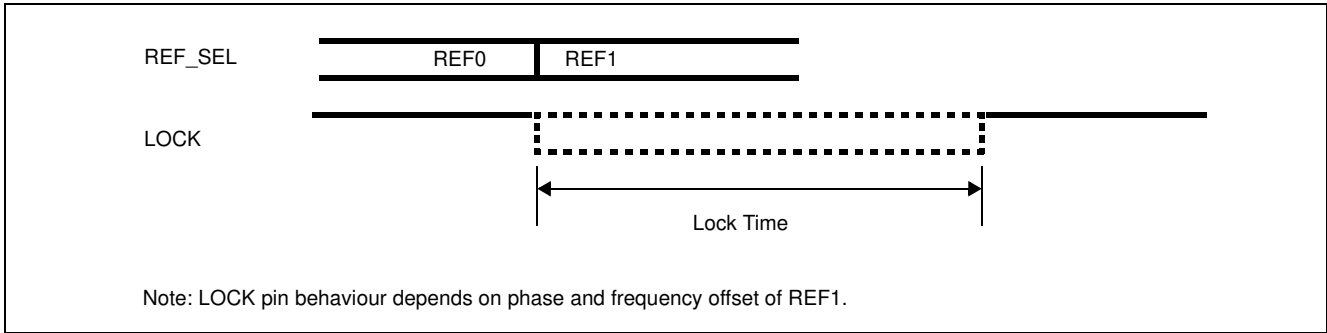 REF_SEL REF0 REF1
LOCK
Lock Time
Note: LOCK pin behaviour depends on phase and frequency offset of REF1.